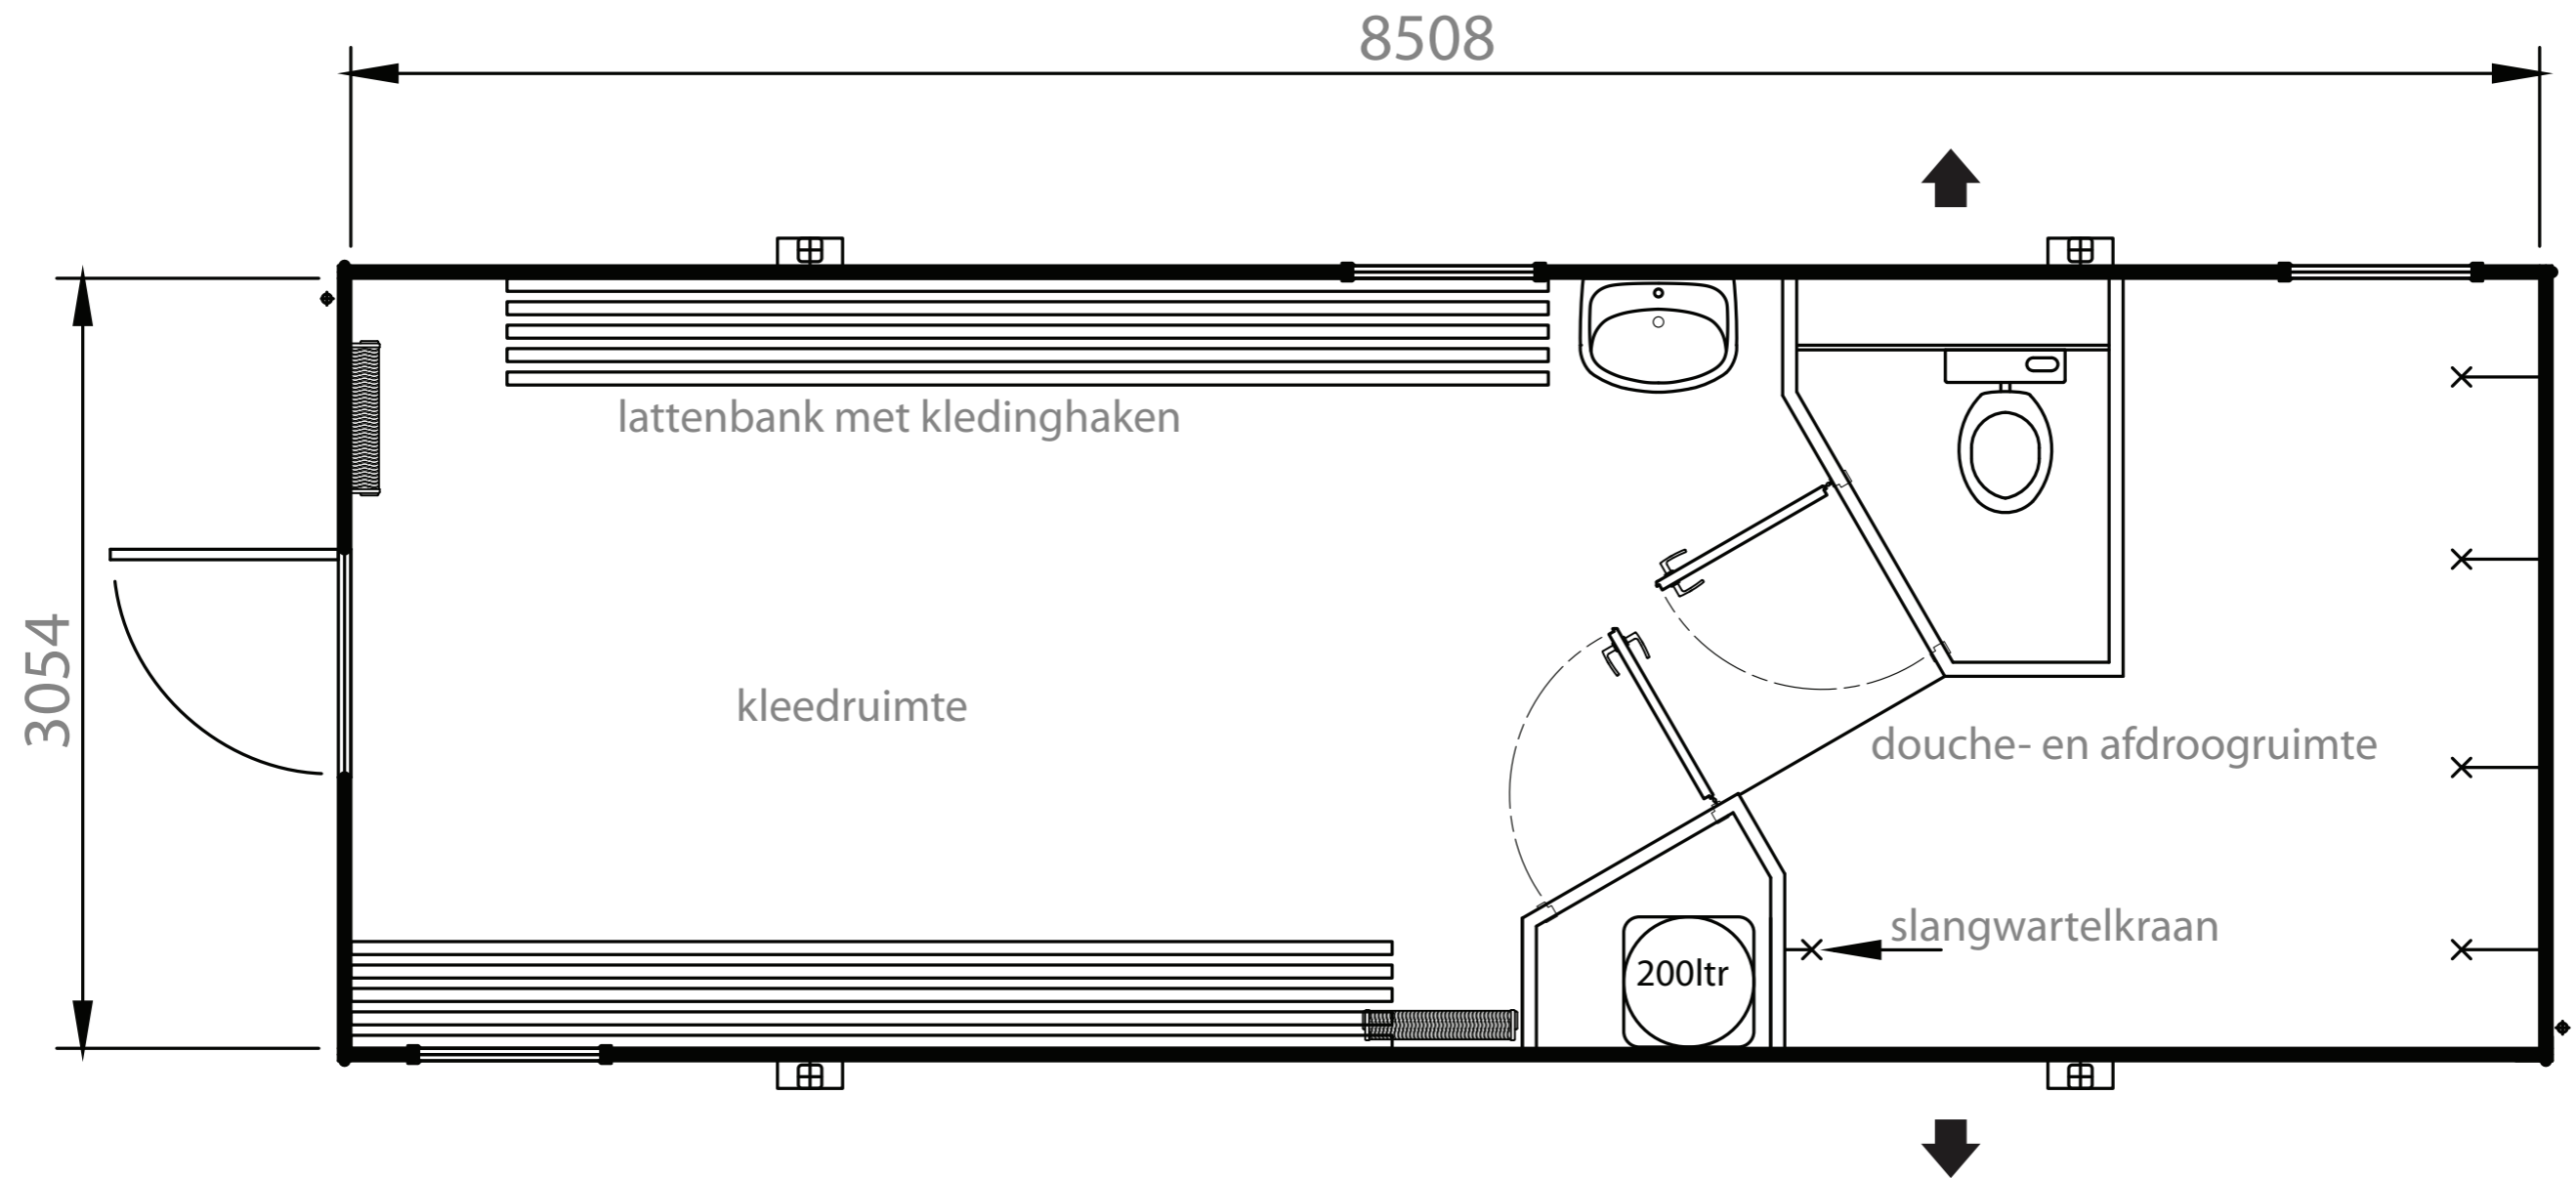 8508
lattenbank met kledinghaken
3054
kleedruimte
douche- en afdroogruimte
slangwartelkraan
200ltr